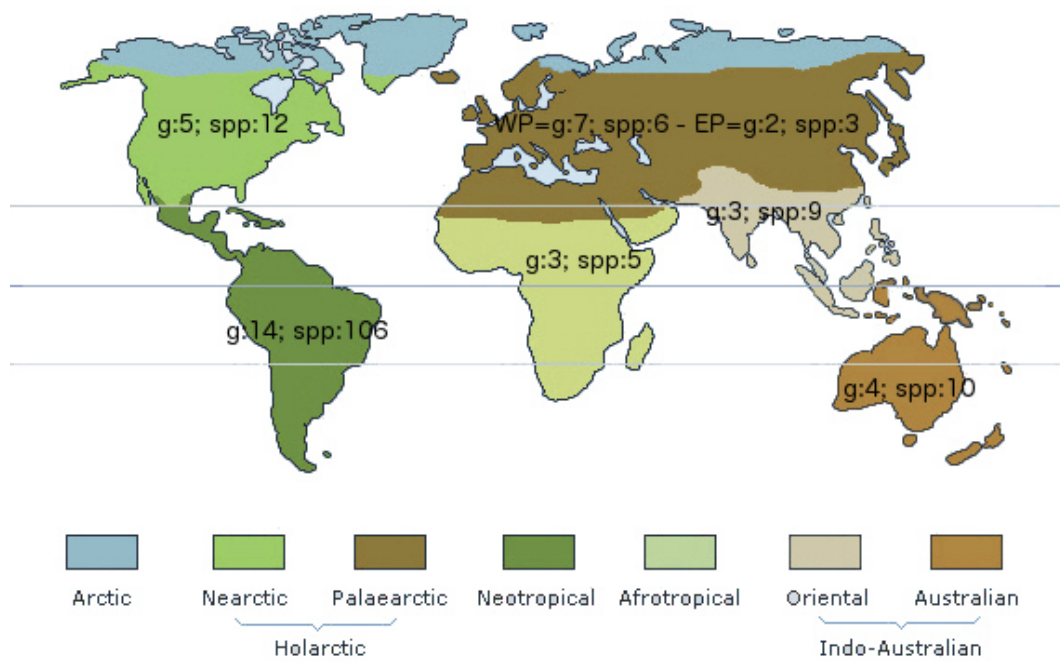 g:5; spp:12
WP=g:7; spp:6 - EP=g:2; spp:3
g:3; spp:9
g:3; spp:5
g:14; spp:106
g:4; spp:10
Arctic Nearctic Palaearctic Neotropical Afrotropical Oriental Australian
Holarctic Indo-Australian